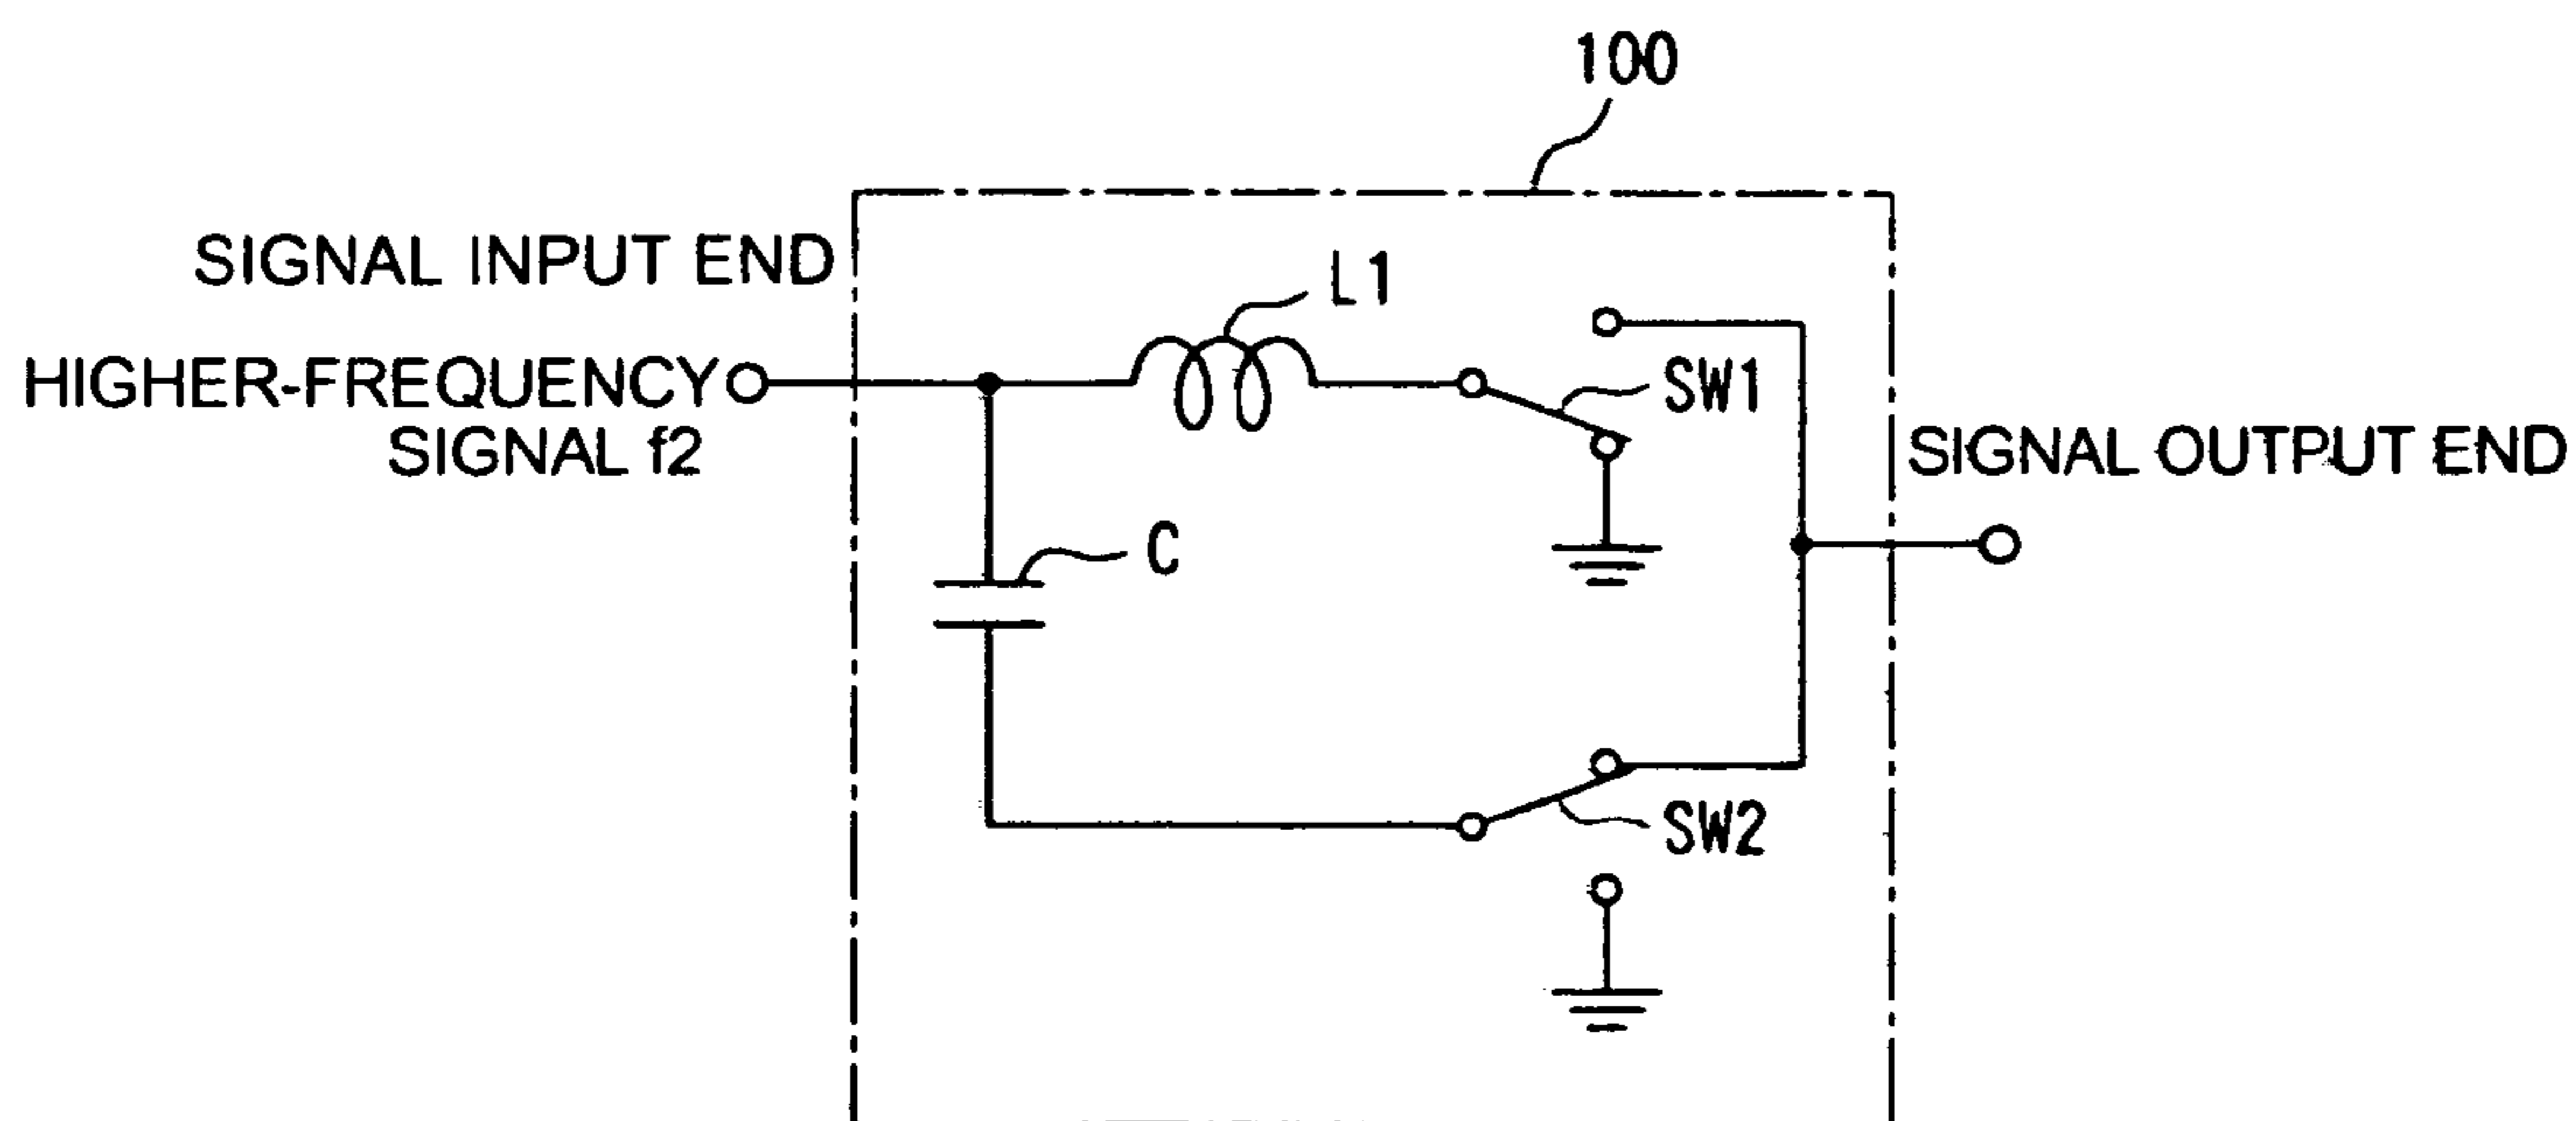 100
SIGNAL INPUT END
HIGHER-FREQUENCY
SIGNAL f2
L1
SW1
SIGNAL OUTPUT END
C
SW2